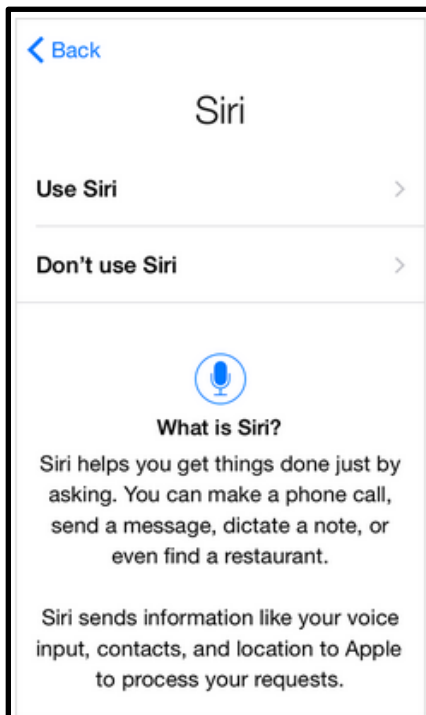 Back
Siri
Use Siri
Don't use Siri
What is Siri?
Siri helps you get things done just by
asking. You can make a phone call,
send a message, dictate a note, or
even find a restaurant.
Siri sends information like your voice
input, contacts, and location to Apple
to process your requests.